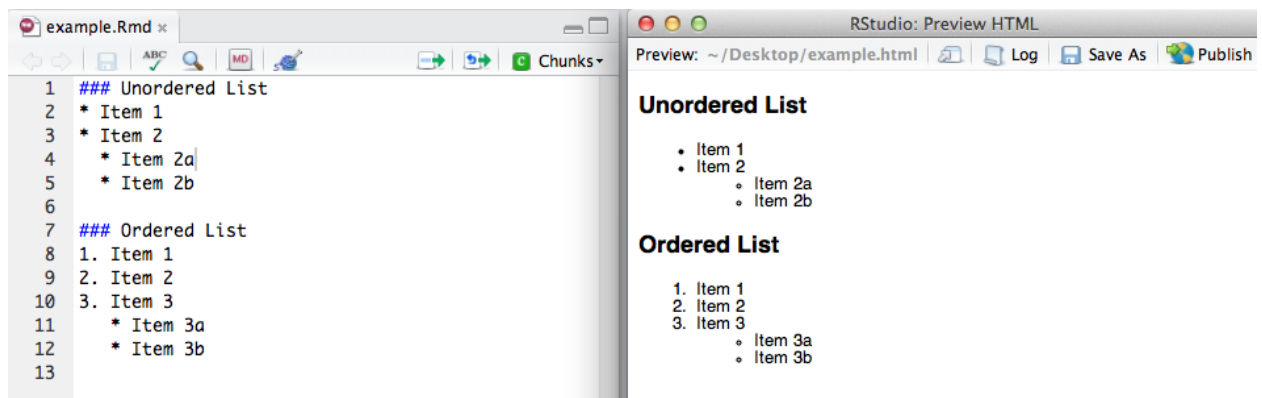 example.Rmd ×
ABC MD Chunks
1 ### Unordered List
2 * Item 1
3 * Item 2
4   * Item 2a
5   * Item 2b
6
7 ### Ordered List
8 1. Item 1
9 2. Item 2
10 3. Item 3
11    * Item 3a
12    * Item 3b
13
RStudio: Preview HTML
Preview: ~/Desktop/example.html Log Save As Publish
Unordered List
• Item 1
• Item 2
◦ Item 2a
◦ Item 2b
Ordered List
1. Item 1
2. Item 2
3. Item 3
◦ Item 3a
◦ Item 3b